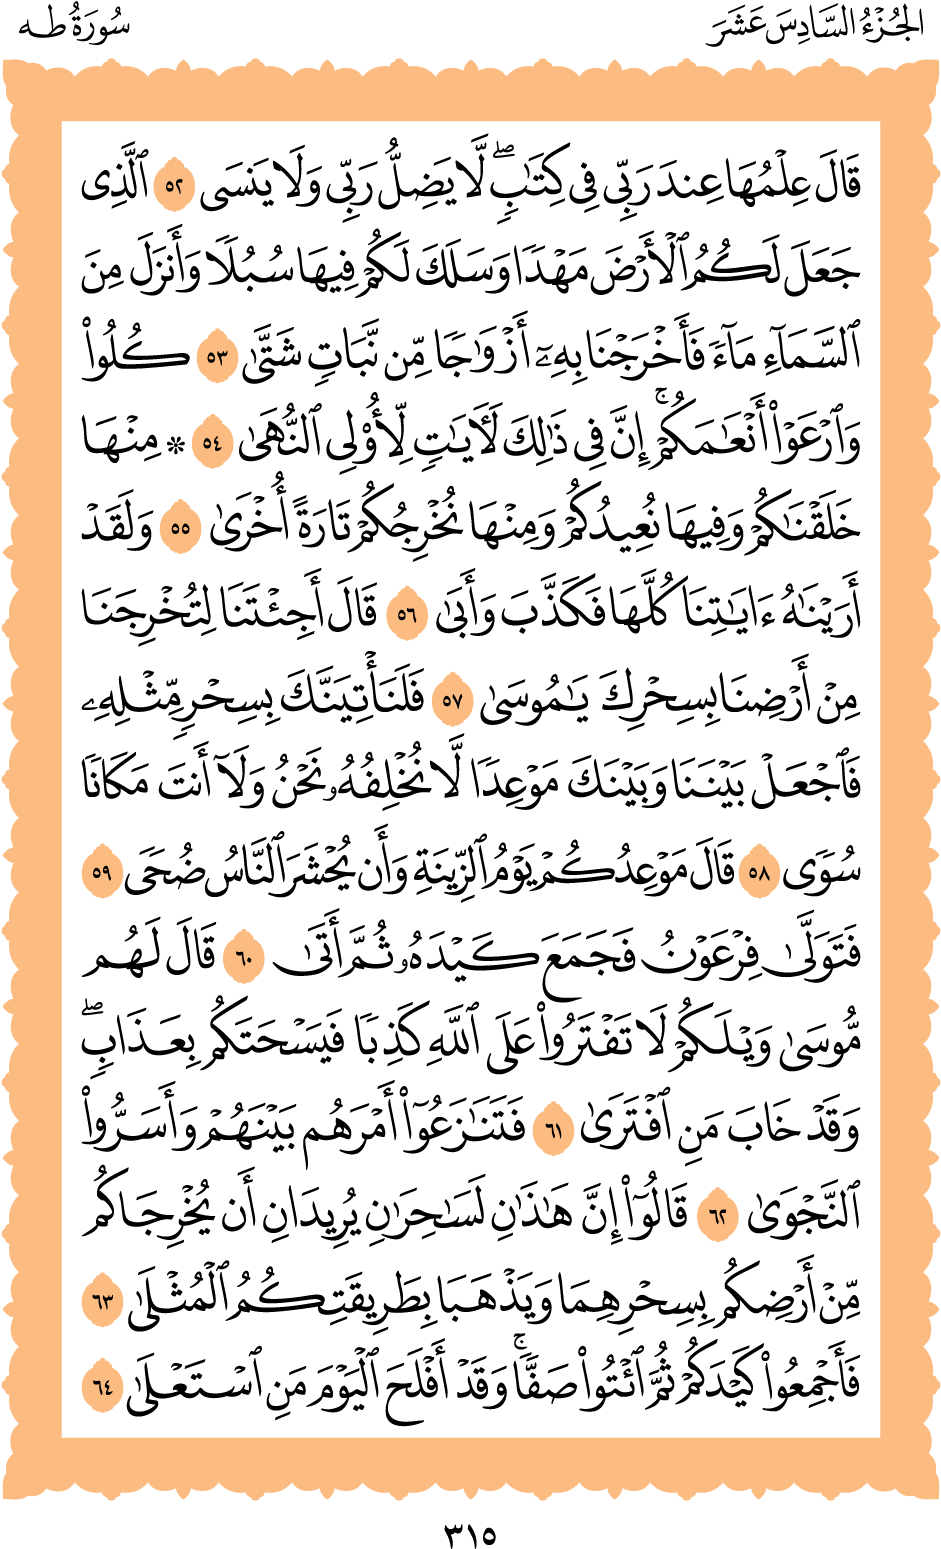 الجُزْءُ السَّادِسَ عَشَرَ
سُورَةُ طه
قَالَ عِلْمُهَا عِندَ رَبِّي فِي كِتَٰبٖۖ لَّا يَضِلُّ رَبِّي وَلَا يَنسَى ٥٢ ٱلَّذِي
جَعَلَ لَكُمُ ٱلْأَرْضَ مَهْدٗا وَسَلَكَ لَكُمْ فِيهَا سُبُلٗا وَأَنزَلَ مِنَ
ٱلسَّمَآءِ مَآءٗ فَأَخْرَجْنَا بِهِۦٓ أَزْوَٰجٗا مِّن نَّبَاتٖ شَتَّىٰ ٥٣ كُلُوا۟
وَٱرْعَوْا۟ أَنْعَٰمَكُمْۚ إِنَّ فِي ذَٰلِكَ لَأٓيَٰتٖ لِّأُو۟لِي ٱلنُّهَىٰ ٥٤ ۞ مِنْهَا
خَلَقْنَٰكُمْ وَفِيهَا نُعِيدُكُمْ وَمِنْهَا نُخْرِجُكُمْ تَارَةً أُخْرَىٰ ٥٥ وَلَقَدْ
أَرَيْنَٰهُ ءَايَٰتِنَا كُلَّهَا فَكَذَّبَ وَأَبَىٰ ٥٦ قَالَ أَجِئْتَنَا لِتُخْرِجَنَا
مِنْ أَرْضِنَا بِسِحْرِكَ يَٰمُوسَىٰ ٥٧ فَلَنَأْتِيَنَّكَ بِسِحْرٖ مِّثْلِهِۦ
فَٱجْعَلْ بَيْنَنَا وَبَيْنَكَ مَوْعِدٗا لَّا نُخْلِفُهُۥ نَحْنُ وَلَآ أَنتَ مَكَانٗا
سُوٗى ٥٨ قَالَ مَوْعِدُكُمْ يَوْمُ ٱلزِّينَةِ وَأَن يُحْشَرَ ٱلنَّاسُ ضُحٗى ٥٩
فَتَوَلَّىٰ فِرْعَوْنُ فَجَمَعَ كَيْدَهُۥ ثُمَّ أَتَىٰ ٦٠ قَالَ لَهُم
مُّوسَىٰ وَيْلَكُمْ لَا تَفْتَرُوا۟ عَلَى ٱللَّهِ كَذِبٗا فَيُسْحِتَكُم بِعَذَابٖۖ
وَقَدْ خَابَ مَنِ ٱفْتَرَىٰ ٦١ فَتَنَٰزَعُوٓا۟ أَمْرَهُم بَيْنَهُمْ وَأَسَرُّوا۟
ٱلنَّجْوَىٰ ٦٢ قَالُوٓا۟ إِنَّ هَٰذَٰنِ لَسَٰحِرَٰنِ يُرِيدَانِ أَن يُخْرِجَاكُم
مِّنْ أَرْضِكُم بِسِحْرِهِمَا وَيَذْهَبَا بِطَرِيقَتِكُمُ ٱلْمُثْلَىٰ ٦٣
فَأَجْمِعُوا۟ كَيْدَكُمْ ثُمَّ ٱئْتُوا۟ صَفّٗاۚ وَقَدْ أَفْلَحَ ٱلْيَوْمَ مَنِ ٱسْتَعْلَىٰ ٦٤
٣١٥